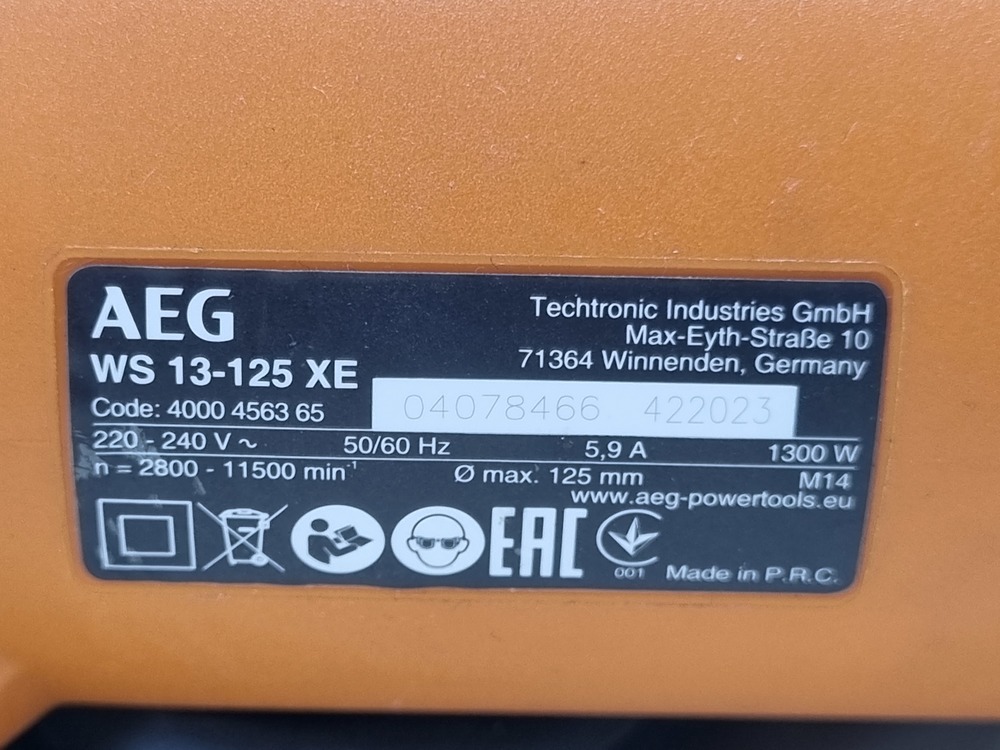 AEG
WS 13-125 XE
Code: 4000 4563 65
Techtronic Industries GmbH
Max-Eyth-Straße 10
71364 Winnenden, Germany
04078466 422023
220 - 240 V ~ 50/60 Hz 5,9 A 1300 W
n = 2800 - 11500 min⁻¹ Ø max. 125 mm M14
www.aeg-powertools.eu
EAC
001
Made in P.R.C.